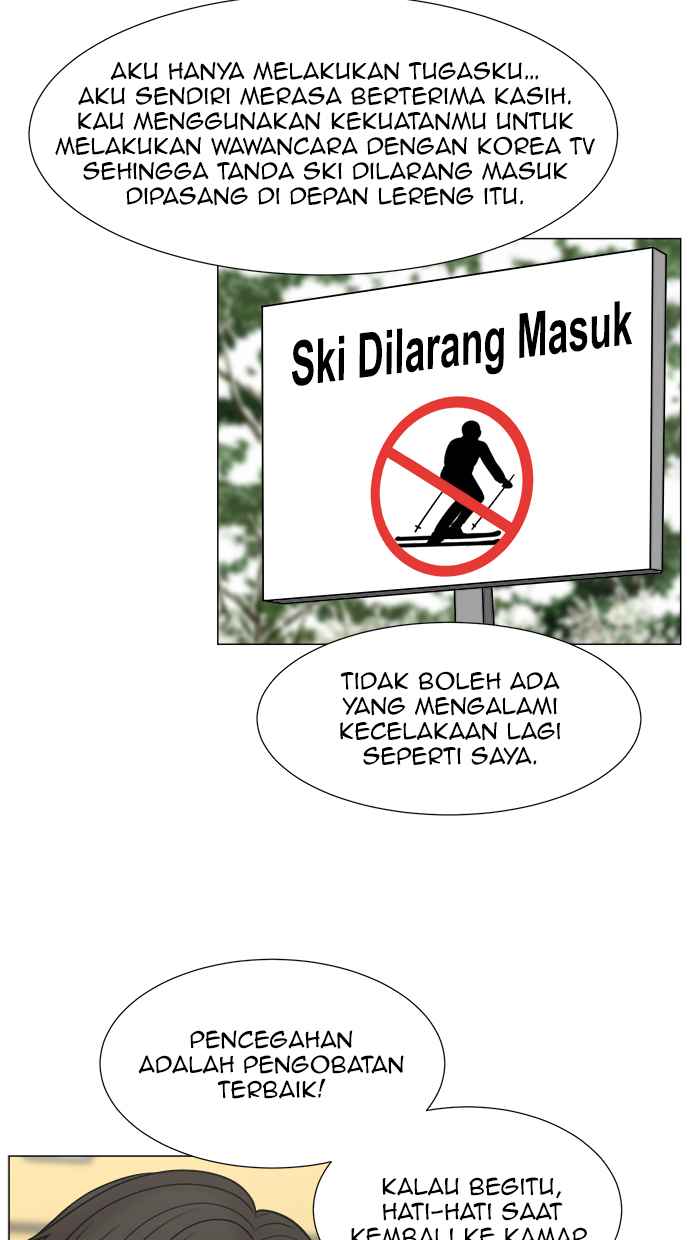 AKU HANYA MELAKUKAN TUGASKU...
AKU SENDIRI MERASA BERTERIMA KASIH.
KAU MENGGUNAKAN KEKUATANMU UNTUK
MELAKUKAN WAWANCARA DENGAN KOREA TV
SEHINGGA TANDA SKI DILARANG MASUK
DIPASANG DI DEPAN LERENG ITU.
Ski Dilarang Masuk
TIDAK BOLEH ADA
YANG MENGALAMI
KECELAKAAN LAGI
SEPERTI SAYA.
PENCEGAHAN
ADALAH PENGOBATAN
TERBAIK!
KALAU BEGITU,
HATI-HATI SAAT
KEMBALI KE KAMAR